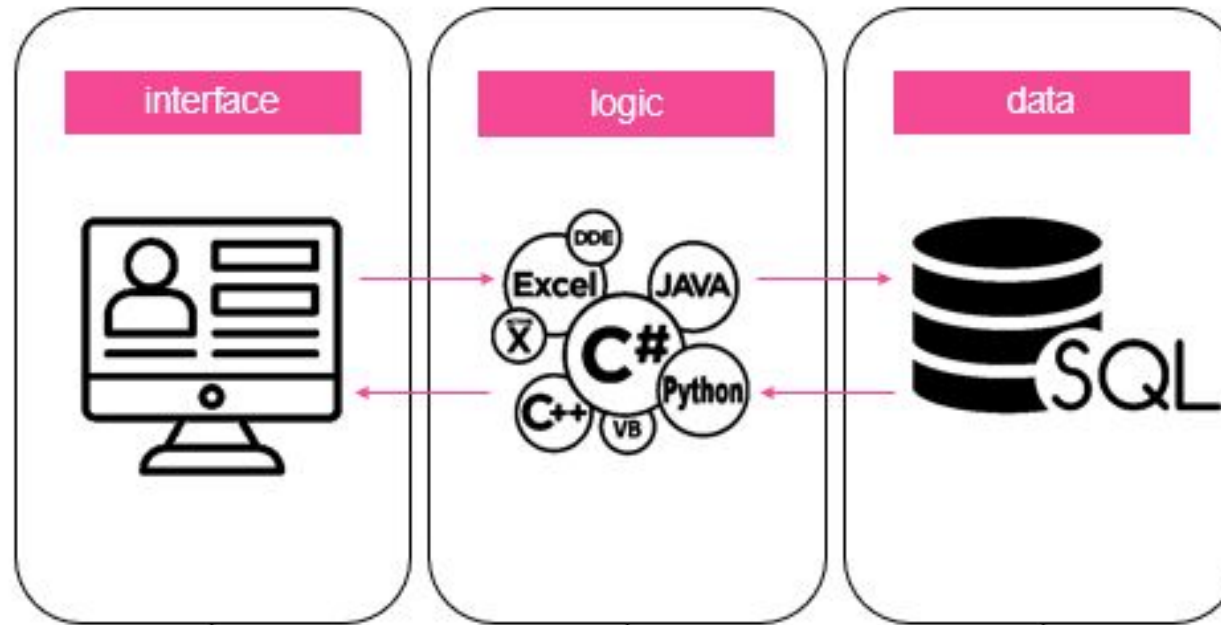 interface
logic
data
DDE
Excel
JAVA
X
C#
Python
C++
VB
SQL